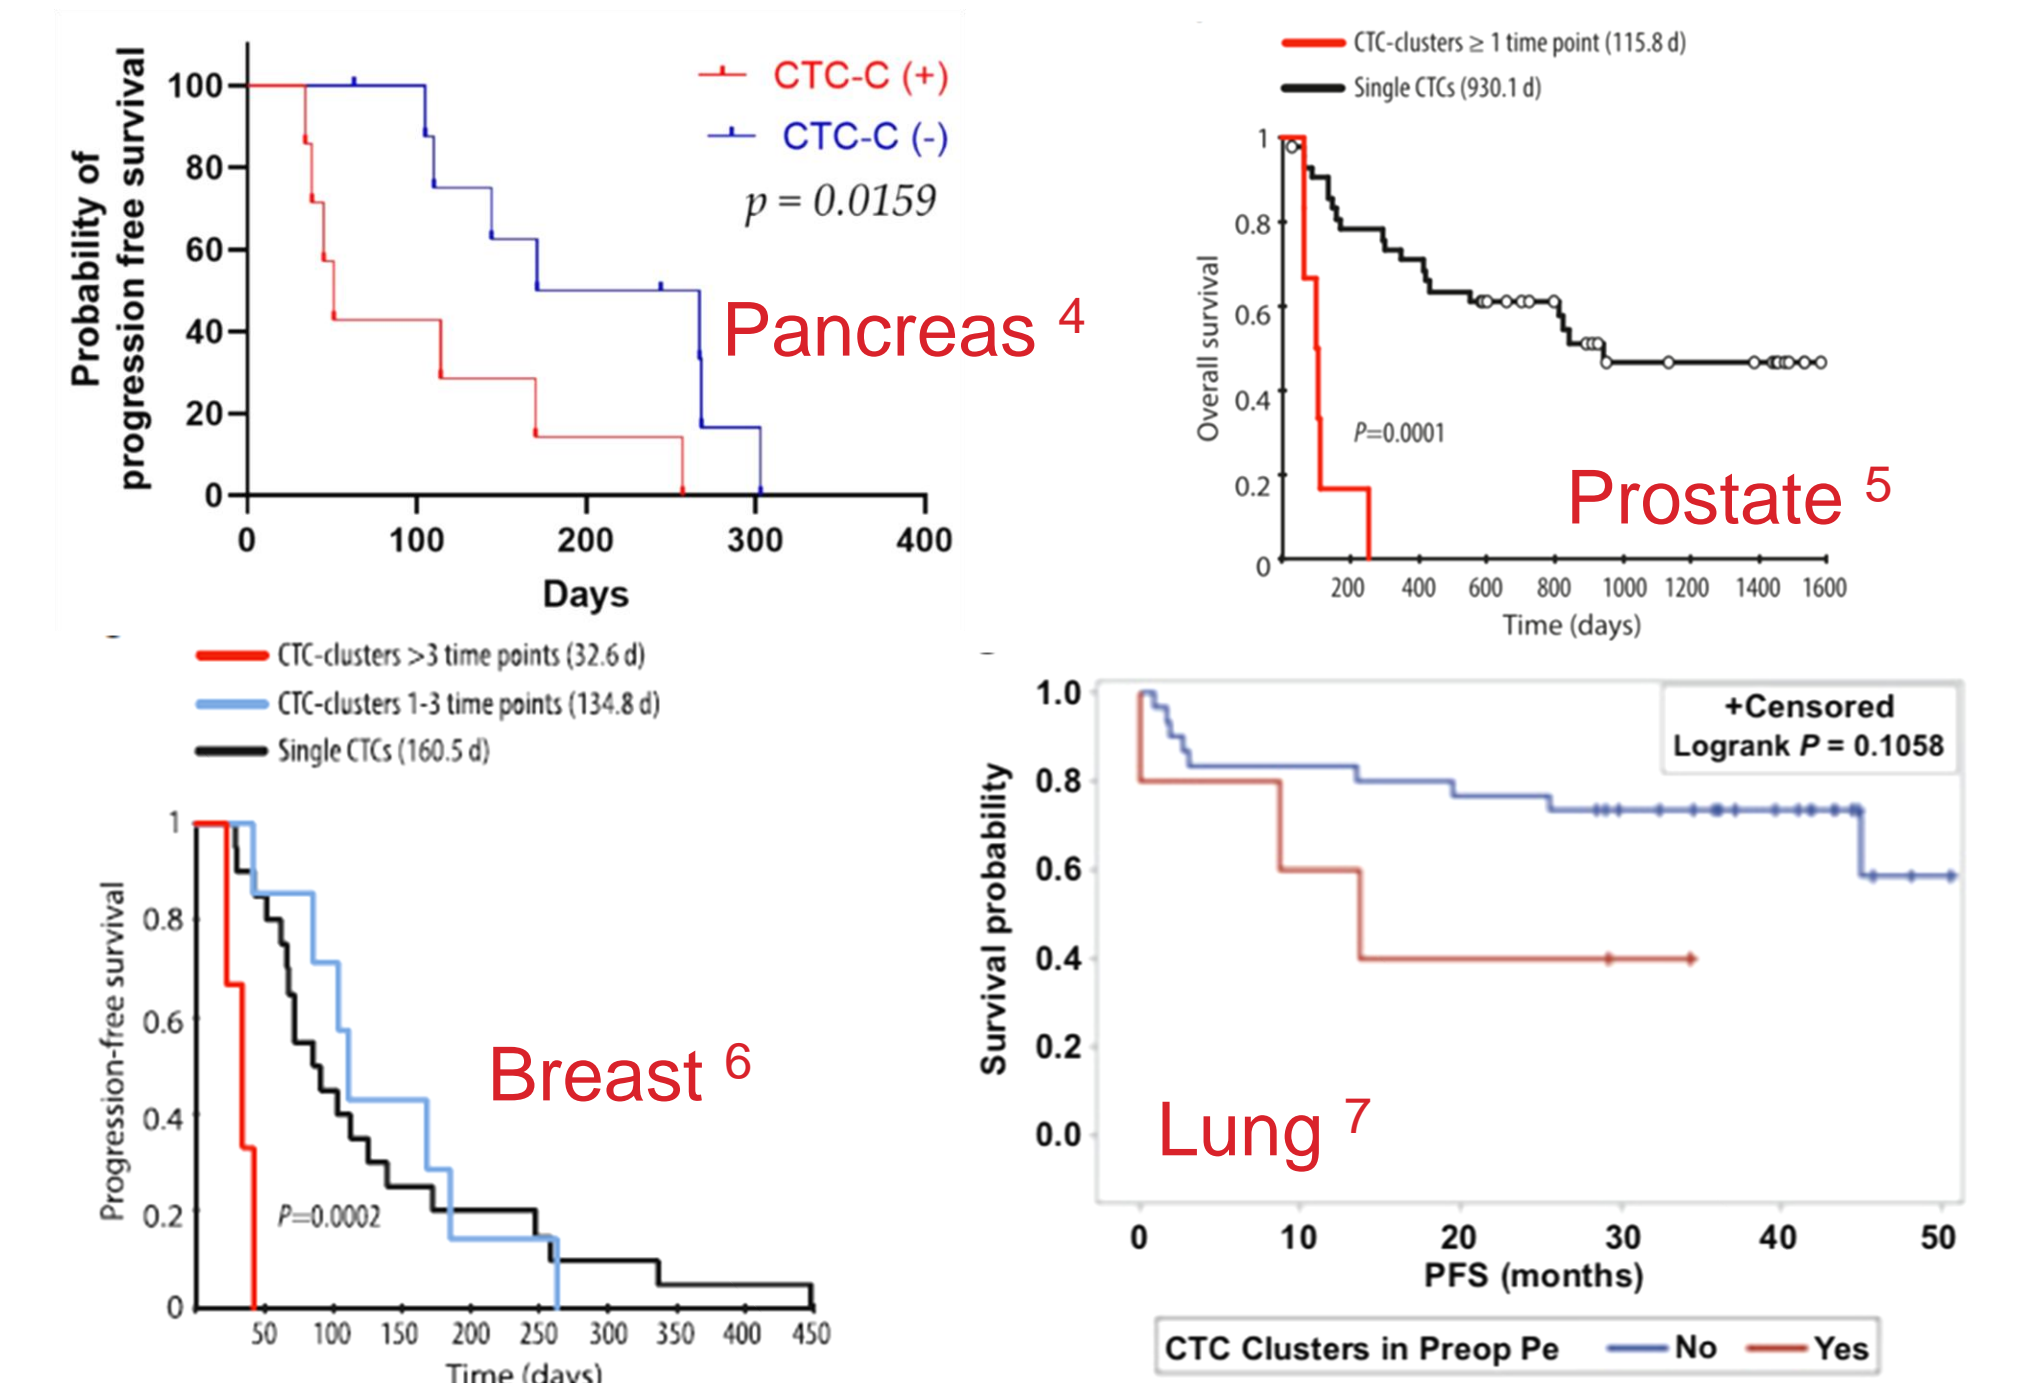 Probability of
progression free survival
100
80
60
40
20
0
0 100 200 300 400
Days
CTC-C (+)
CTC-C (-)
p = 0.0159
Pancreas 4
CTC-clusters ≥ 1 time point (115.8 d)
Single CTCs (930.1 d)
Overall survival
1
0.8
0.6
0.4
0.2
0
P=0.0001
Prostate 5
200 400 600 800 1000 1200 1400 1600
Time (days)
CTC-clusters >3 time points (32.6 d)
CTC-clusters 1-3 time points (134.8 d)
Single CTCs (160.5 d)
Progression-free survival
1
0.8
0.6
0.4
0.2
0
P=0.0002
Breast 6
50 100 150 200 250 300 350 400 450
Time (days)
Survival probability
1.0
0.8
0.6
0.4
0.2
0.0
+Censored
Logrank P = 0.1058
Lung 7
0 10 20 30 40 50
PFS (months)
CTC Clusters in Preop Pe No Yes